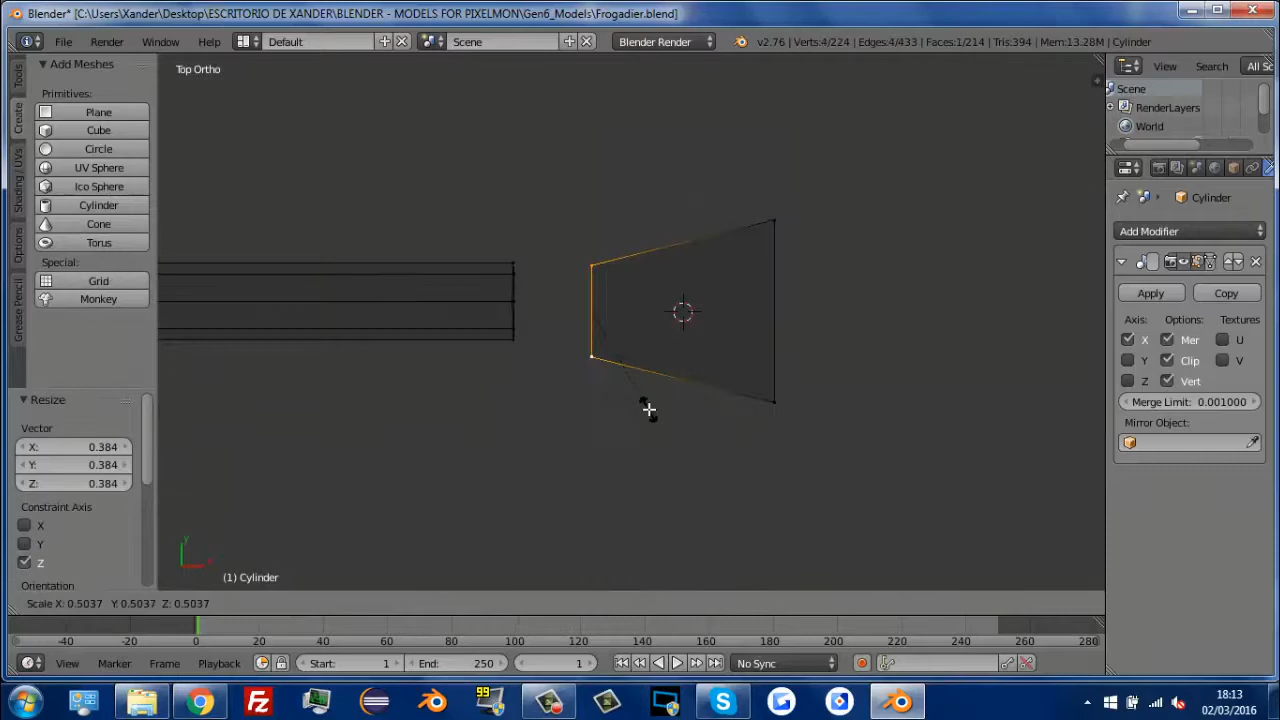 Blender* [C:\Users\Xander\Desktop\ESCRITORIO DE XANDER\BLENDER - MODELS FOR PIXELMON\Gen6_Models\Frogadier.blend]
File Render Window Help Default Scene Blender Render v2.76 | Verts:4/224 | Edges:4/433 | Faces:1/214 | Tris:394 | Mem:13.28M | Cylinder
Add Meshes
Top Ortho
View Search All Sc
Primitives:
Plane
Cube
Circle
UV Sphere
Ico Sphere
Cylinder
Cone
Torus
Special:
Grid
Monkey
Tools
Create
Shading / UVs
Options
Grease Pencil
Scene
RenderLayers
World
Cylinder
Add Modifier
Apply Copy
Axis: Options: Textures
X Mer U
Y Clip V
Z Vert
Merge Limit: 0.001000
Mirror Object:
Resize
Vector
X: 0.384
Y: 0.384
Z: 0.384
Constraint Axis
X
Y
Z
Orientation
y
(1) Cylinder
Scale X: 0.5037 Y: 0.5037 Z: 0.5037
-40 -20 0 20 40 60 80 100 120 140 160 180 200 220 240 260 280
View Marker Frame Playback Start: 1 End: 250 1 No Sync
99
18:13
02/03/2016